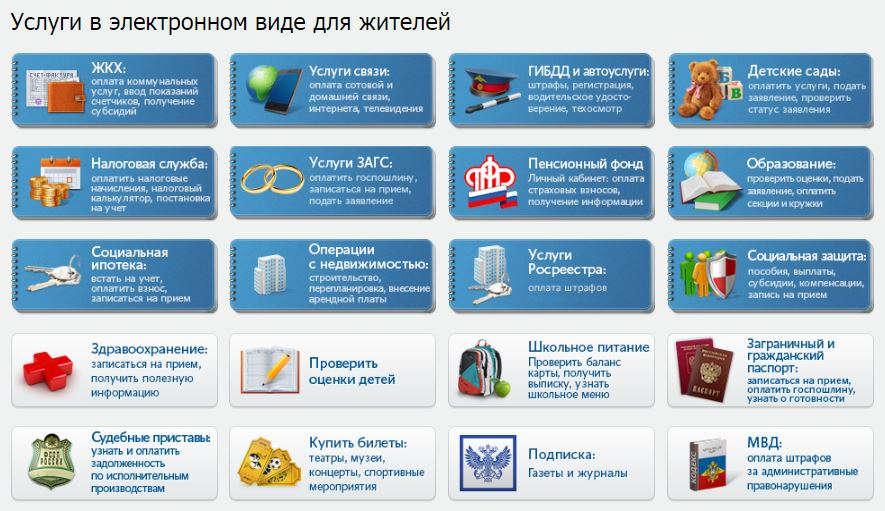 Услуги в электронном виде для жителей
ЖКХ:
оплата коммунальных
услуг, ввод показаний
счетчиков, получение
субсидий
СЧЕТ-ФАКТУРА
Услуги связи:
оплата сотовой и
домашней связи,
интернета, телевидения
ГИБДД и автоуслуги:
штрафы, регистрация,
водительское удосто-
верение, техосмотр
Детские сады:
оплатить услуги, подать
заявление, проверить
статус заявления
Налоговая служба:
оплатить налоговые
начисления, налоговый
калькулятор, постановка
на учет
Услуги ЗАГС:
оплатить госпошлину,
записаться на прием,
подать заявление
Пенсионный фонд
Личный кабинет: оплата
страховых взносов,
получение информации
Образование:
проверить оценки, подать
заявление, оплатить
секции и кружки
Социальная
ипотека:
встать на учет,
оплатить взнос,
записаться на прием
Операции
с недвижимостью:
строительство,
перепланировка, внесение
арендной платы
Услуги
Росреестра:
оплата штрафов
Социальная защита:
пособия, выплаты,
субсидии, компенсации,
запись на прием
Здравоохранение:
записаться на прием,
получить полезную
информацию
Проверить
оценки детей
Школьное питание
Проверить баланс
карты, получить
выписку, узнать
школьное меню
Заграничный и
гражданский
паспорт:
записаться на прием,
оплатить госпошлину,
узнать о готовности
ПАСПОРТ
Судебные приставы:
узнать и оплатить
задолженность
по исполнительным
производствам
ФССП
РОССИИ
Купить билеты:
театры, музеи,
концерты, спортивные
мероприятия
Подписка:
Газеты и журналы
МВД:
оплата штрафов
за административные
правонарушения
КОДЕКС